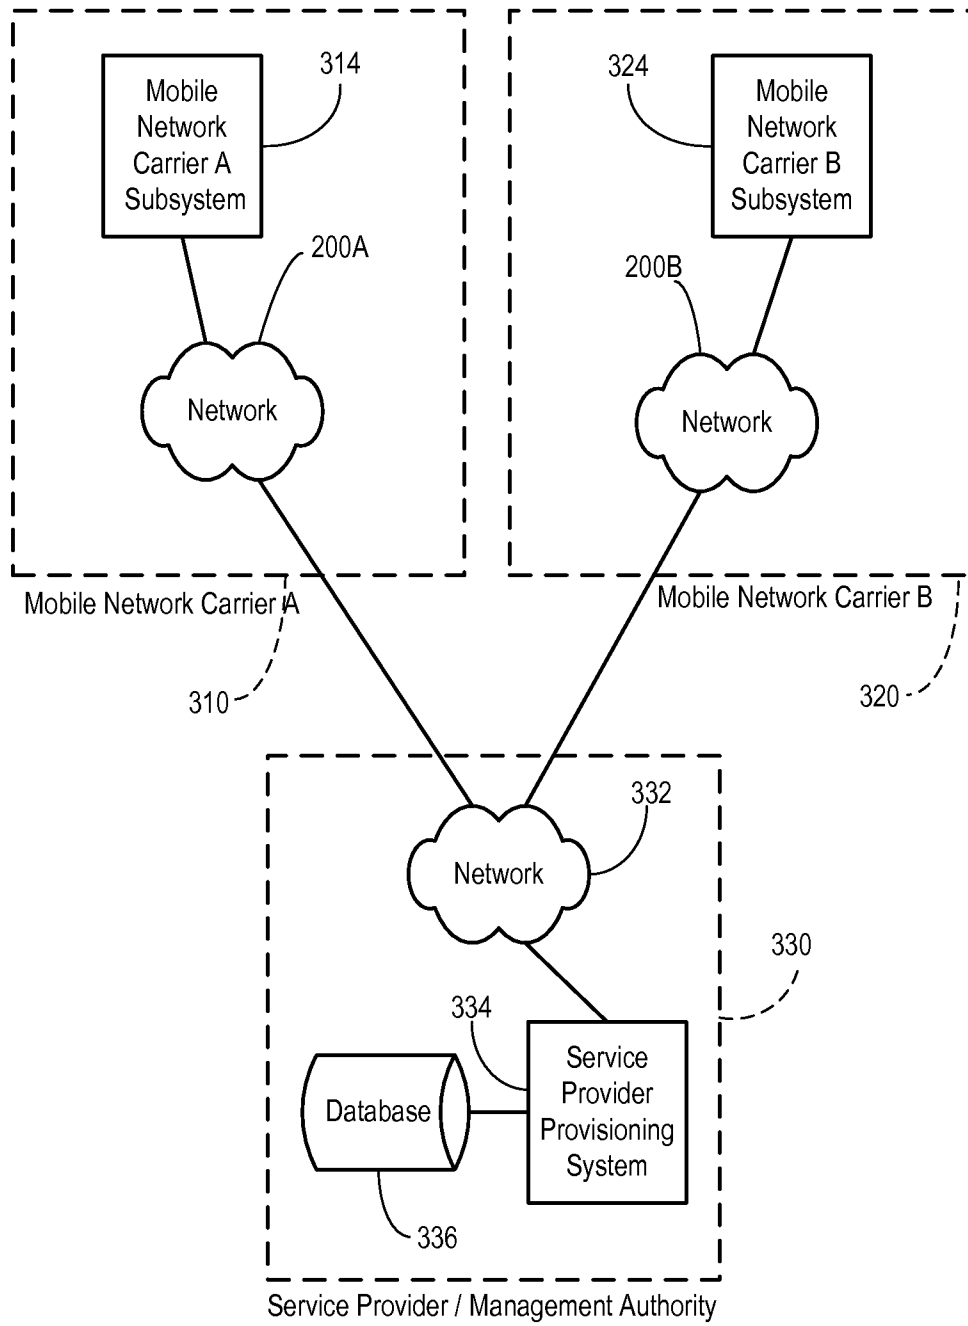 314
Mobile
Network
Carrier A
Subsystem
324
Mobile
Network
Carrier B
Subsystem
200A
200B
Network
Network
Mobile Network Carrier A
Mobile Network Carrier B
310
320
332
Network
330
334
Service
Provider
Provisioning
System
Database
336
Service Provider / Management Authority